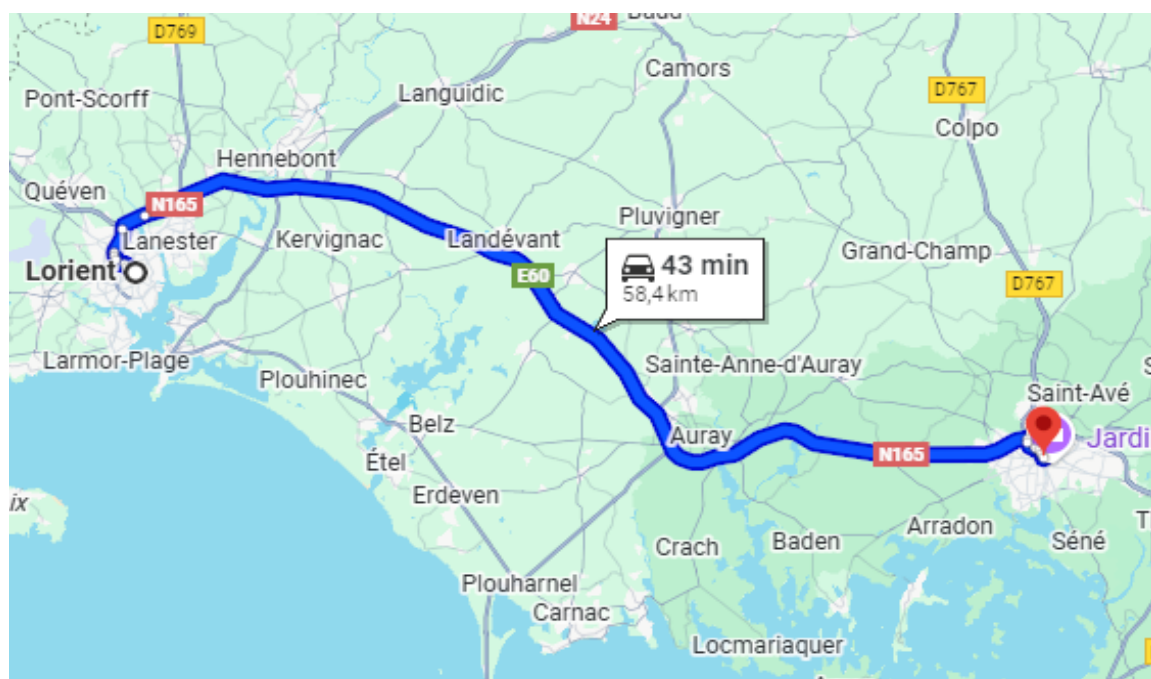 N24
D769
Camors
Languidic
Pont-Scorff
D767
Colpo
Hennebont
Quéven
N165
Pluvigner
Lanester
Kervignac
Landévant
Grand-Champ
Lorient
E60
43 min
58,4 km
D767
Larmor-Plage
Sainte-Anne-d'Auray
Plouhinec
Saint-Avé
Belz
Auray
Jardi
N165
Étel
Erdeven
ix
Arradon
Crach
Baden
Séné
Plouharnel
Carnac
Locmariaquer